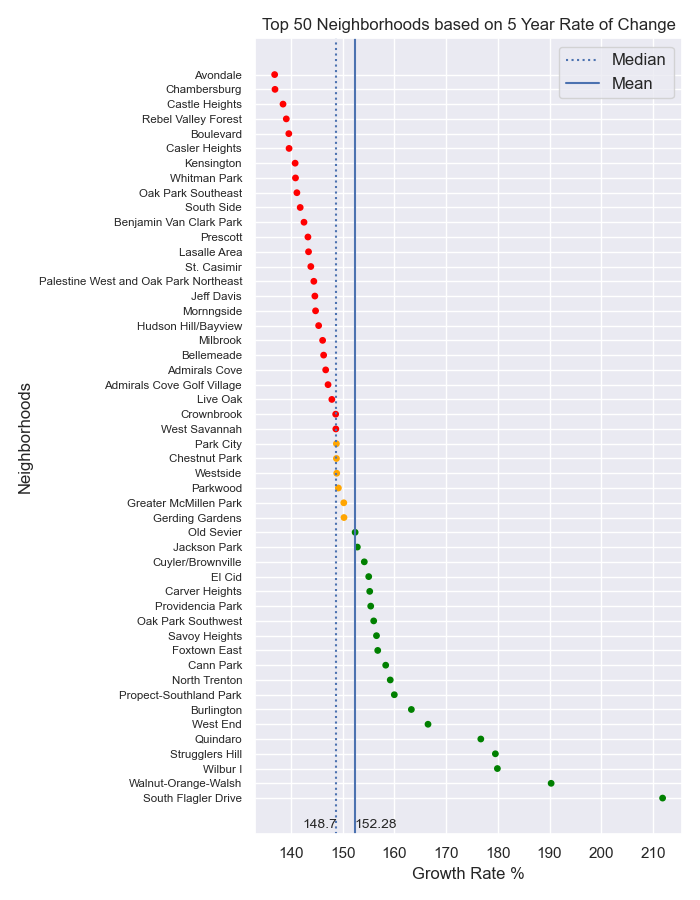 Top 50 Neighborhoods based on 5 Year Rate of Change
Median
Mean
Neighborhoods
Avondale
Chambersburg
Castle Heights
Rebel Valley Forest
Boulevard
Casler Heights
Kensington
Whitman Park
Oak Park Southeast
South Side
Benjamin Van Clark Park
Prescott
Lasalle Area
St. Casimir
Palestine West and Oak Park Northeast
Jeff Davis
Mornngside
Hudson Hill/Bayview
Milbrook
Bellemeade
Admirals Cove
Admirals Cove Golf Village
Live Oak
Crownbrook
West Savannah
Park City
Chestnut Park
Westside
Parkwood
Greater McMillen Park
Gerding Gardens
Old Sevier
Jackson Park
Cuyler/Brownville
El Cid
Carver Heights
Providencia Park
Oak Park Southwest
Savoy Heights
Foxtown East
Cann Park
North Trenton
Propect-Southland Park
Burlington
West End
Quindaro
Strugglers Hill
Wilbur I
Walnut-Orange-Walsh
South Flagler Drive
148.7 152.28
140 150 160 170 180 190 200 210
Growth Rate %